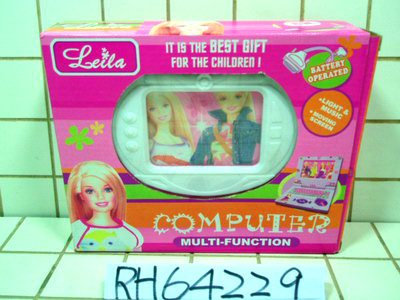 Leila
IT IS THE BEST GIFT
FOR THE CHILDREN !
BATTERY
OPERATED
• LIGHT &
MUSIC
• MOVING
SCREEN
COMPUTER
MULTI-FUNCTION
RH64229